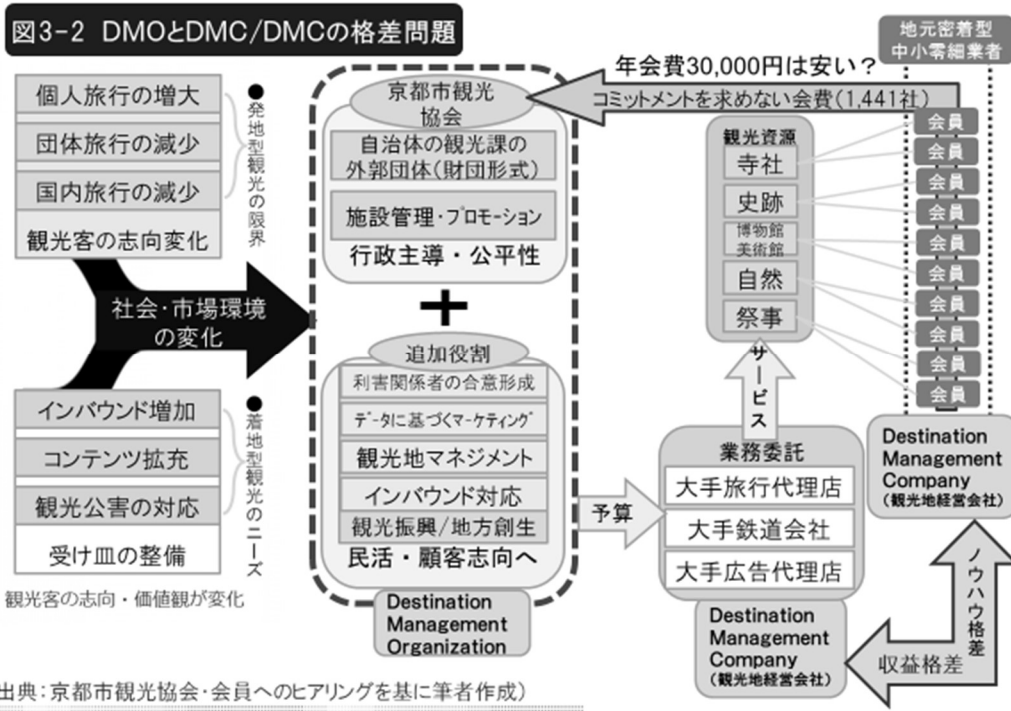 図3-2 DMOとDMC/DMCの格差問題
個人旅行の増大
団体旅行の減少
国内旅行の減少
観光客の志向変化
●発地型観光の限界
社会・市場環境
の変化
インバウンド増加
コンテンツ拡充
観光公害の対応
受け皿の整備
●着地型観光のニーズ
観光客の志向・価値観が変化
京都市観光
協会
自治体の観光課の
外郭団体(財団形式)
施設管理・プロモーション
行政主導・公平性
+
追加役割
利害関係者の合意形成
データに基づくマーケティング
観光地マネジメント
インバウンド対応
観光振興/地方創生
民活・顧客志向へ
Destination
Management
Organization
予算
年会費30,000円は安い?
コミットメントを求めない会費(1,441社)
地元密着型
中小零細業者
観光資源
寺社
史跡
博物館
美術館
自然
祭事
会員
会員
会員
会員
会員
会員
会員
会員
会員
会員
サービス
業務委託
大手旅行代理店
大手鉄道会社
大手広告代理店
Destination
Management
Company
(観光地経営会社)
Destination
Management
Company
(観光地経営会社)
ノウハウ格差
収益格差
出典:京都市観光協会・会員へのヒアリングを基に筆者作成)